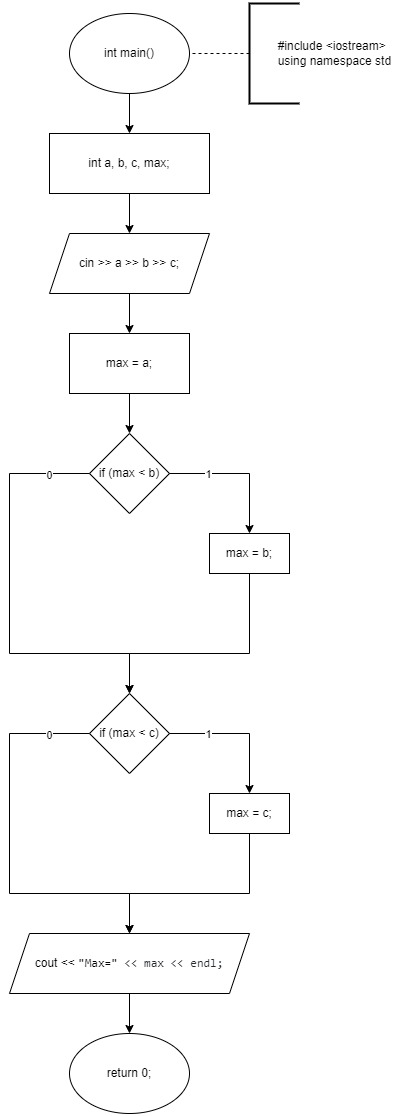 int main()
#include <iostream>
using namespace std
int a, b, c, max;
cin >> a >> b >> c;
max = a;
if (max < b)
0
1
max = b;
if (max < c)
0
1
max = c;
cout << "Max=" << max << endl;
return 0;